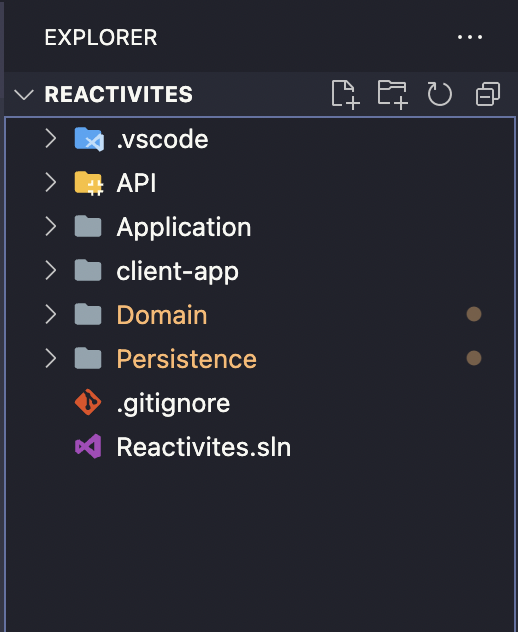 EXPLORER
REACTIVITES
.vscode
API
Application
client-app
Domain
Persistence
.gitignore
Reactivites.sln